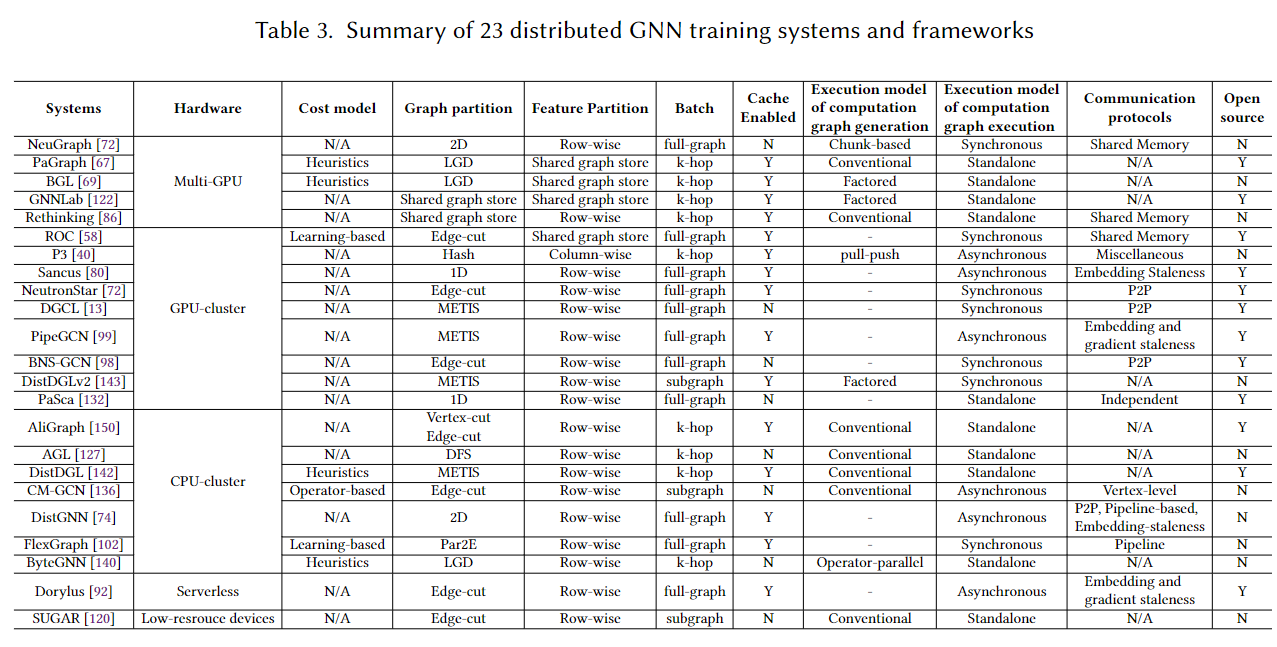 Table 3. Summary of 23 distributed GNN training systems and frameworks
Systems Hardware Cost model Graph partition Feature Partition Batch Cache Enabled Execution model of computation graph generation Execution model of computation graph execution Communication protocols Open source
NeuGraph [72] Multi-GPU N/A 2D Row-wise full-graph N Chunk-based Synchronous Shared Memory N
PaGraph [67] Heuristics LGD Shared graph store k-hop Y Conventional Standalone N/A Y
BGL [69] Heuristics LGD Shared graph store k-hop Y Factored Standalone N/A N
GNNLab [122] N/A Shared graph store Shared graph store k-hop Y Factored Standalone N/A Y
Rethinking [86] N/A Shared graph store Row-wise k-hop Y Conventional Standalone Shared Memory N
ROC [58] GPU-cluster Learning-based Edge-cut Shared graph store full-graph Y - Synchronous Shared Memory Y
P3 [40] N/A Hash Column-wise k-hop Y pull-push Asynchronous Miscellaneous N
Sancus [80] N/A 1D Row-wise full-graph Y - Asynchronous Embedding Staleness Y
NeutronStar [72] N/A Edge-cut Row-wise full-graph Y - Synchronous P2P Y
DGCL [13] N/A METIS Row-wise full-graph N - Synchronous P2P Y
PipeGCN [99] N/A METIS Row-wise full-graph Y - Asynchronous Embedding and gradient staleness Y
BNS-GCN [98] N/A Edge-cut Row-wise full-graph N - Synchronous P2P Y
DistDGLv2 [143] N/A METIS Row-wise subgraph Y Factored Synchronous N/A N
PaSca [132] N/A 1D Row-wise full-graph N - Standalone Independent Y
AliGraph [150] CPU-cluster N/A Vertex-cut Edge-cut Row-wise k-hop Y Conventional Standalone N/A Y
AGL [127] N/A DFS Row-wise k-hop N Conventional Standalone N/A N
DistDGL [142] Heuristics METIS Row-wise k-hop Y Conventional Standalone N/A Y
CM-GCN [136] Operator-based Edge-cut Row-wise subgraph N Conventional Asynchronous Vertex-level N
DistGNN [74] N/A 2D Row-wise full-graph Y - Asynchronous P2P, Pipeline-based, Embedding-staleness N
FlexGraph [102] Learning-based Par2E Row-wise full-graph Y - Synchronous Pipeline N
ByteGNN [140] Heuristics LGD Row-wise k-hop N Operator-parallel Standalone N/A N
Dorylus [92] Serverless N/A Edge-cut Row-wise full-graph Y - Asynchronous Embedding and gradient staleness Y
SUGAR [120] Low-resrouce devices N/A Edge-cut Row-wise subgraph N Conventional Standalone N/A N